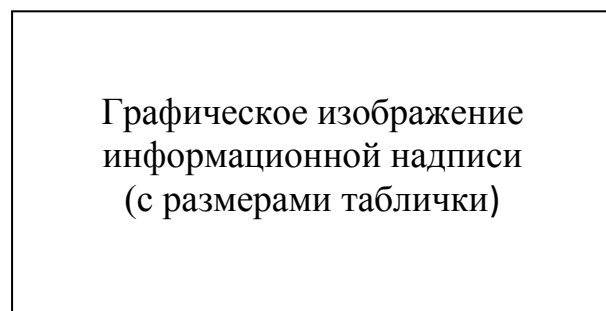 Графическое изображение
информационной надписи
(с размерами таблички)